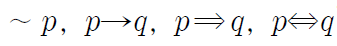 ~ p, p→q, p⇒q, p⇔q